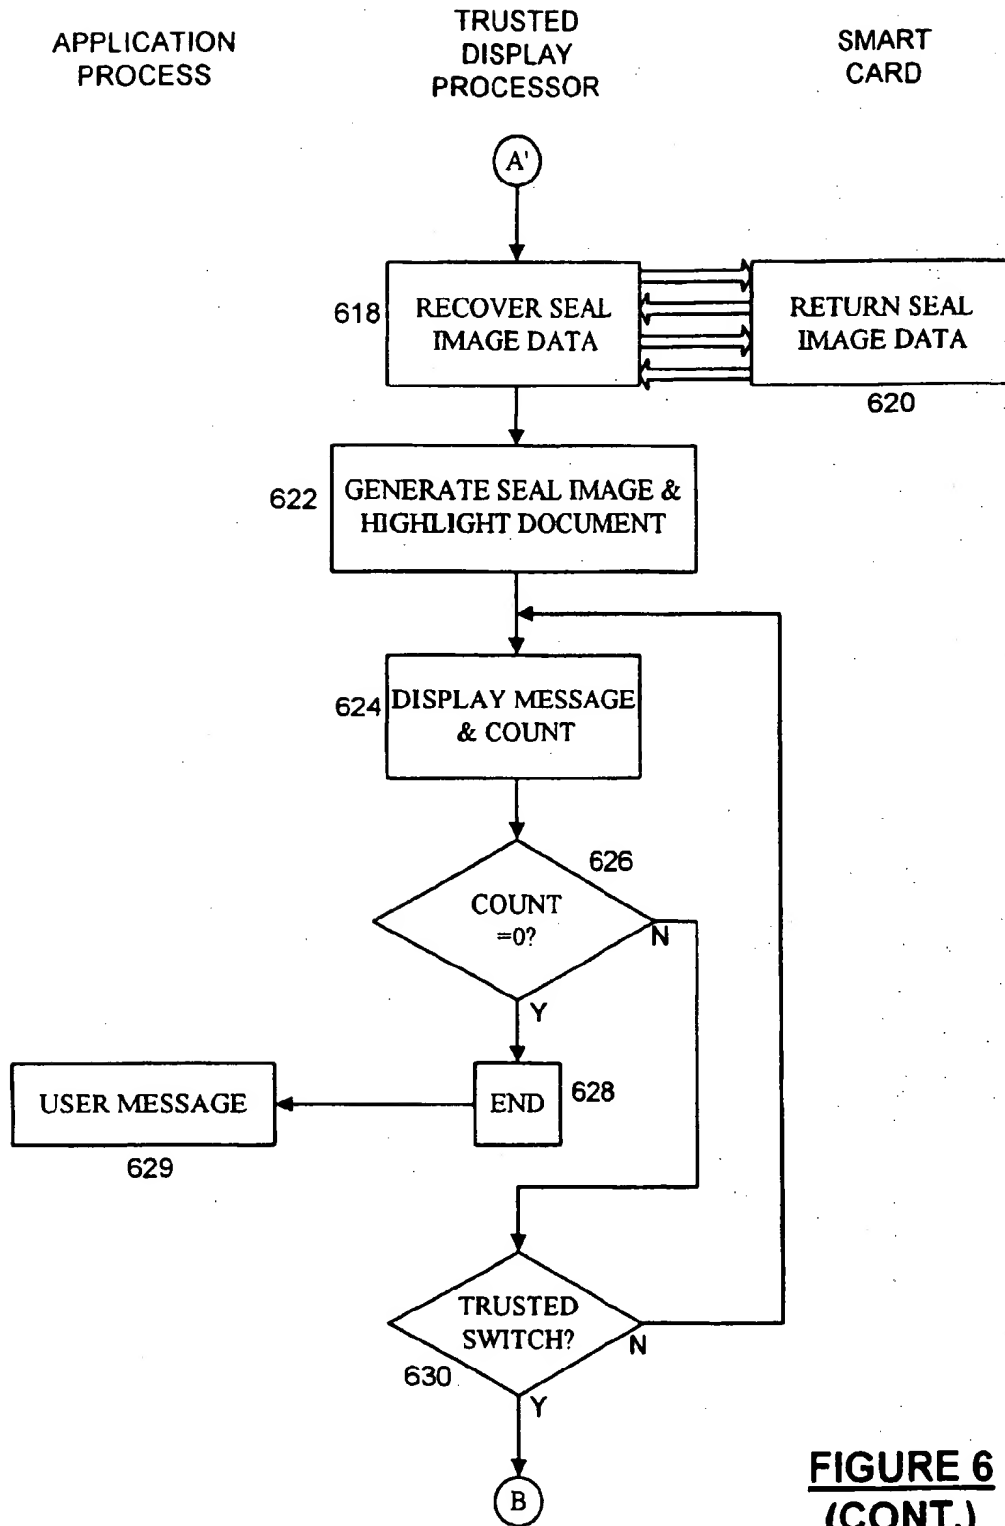 APPLICATION
PROCESS
TRUSTED
DISPLAY
PROCESSOR
SMART
CARD
A'
618
RECOVER SEAL
IMAGE DATA
RETURN SEAL
IMAGE DATA
620
622
GENERATE SEAL IMAGE &
HIGHLIGHT DOCUMENT
624
DISPLAY MESSAGE
& COUNT
626
COUNT
=0?
N
Y
USER MESSAGE
629
END
628
TRUSTED
SWITCH?
N
630
Y
B
FIGURE 6
(CONT.)